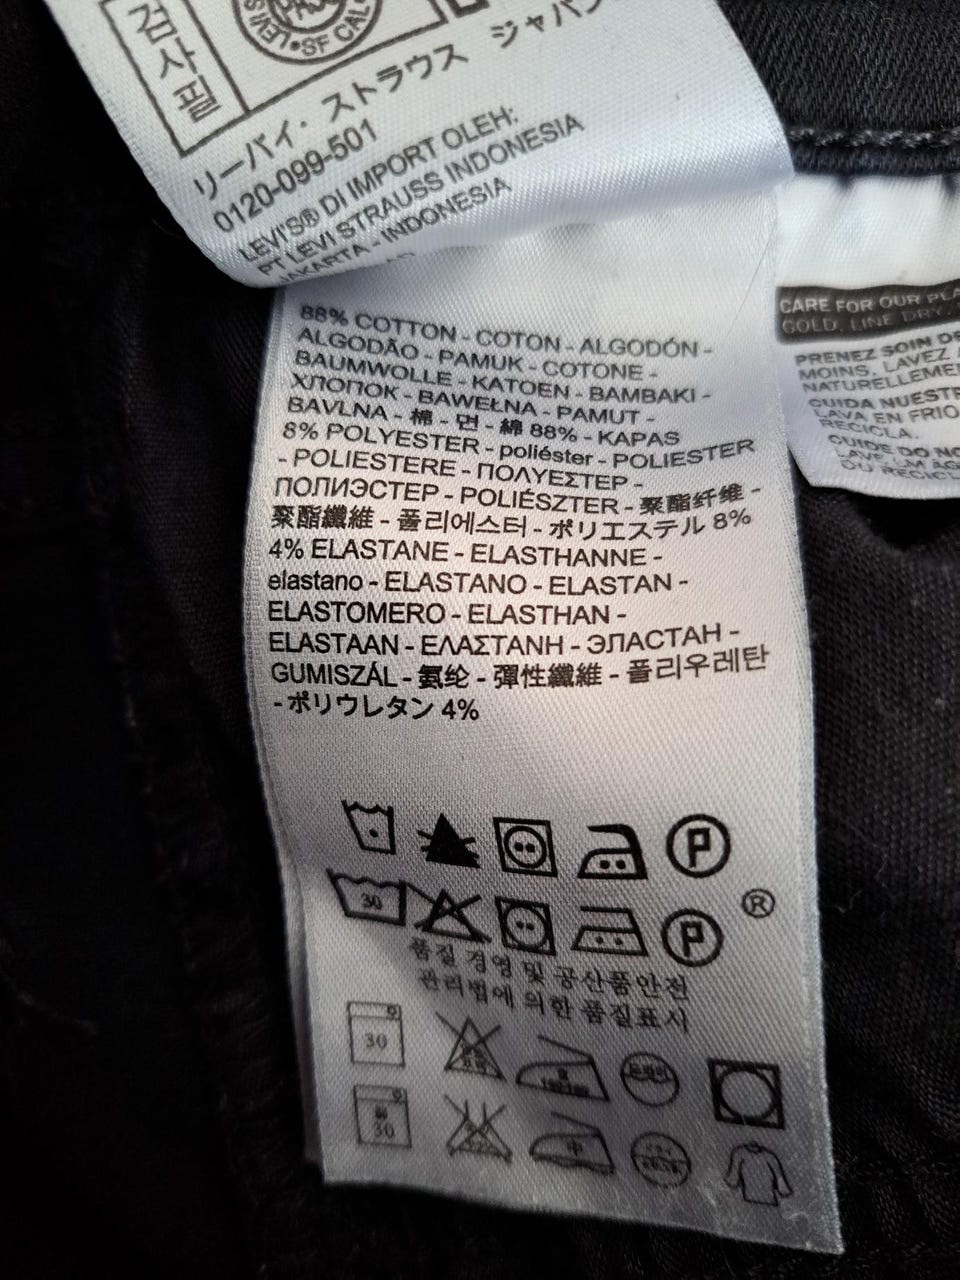 검사필
SF CAL
リーバイ・ストラウス ジャパン
0120-099-501
LEVI'S® DI IMPORT OLEH:
PT LEVI STRAUSS INDONESIA
JAKARTA - INDONESIA
88% COTTON - COTON - ALGODÓN -
ALGODÃO - PAMUK - COTONE -
BAUMWOLLE - KATOEN - BAMBAKI -
ХЛОПОК - BAWEŁNA - PAMUT -
BAVLNA - 棉 - 면 - 綿 88% - KAPAS
8% POLYESTER - poliéster - POLIESTER
- POLIESTERE - ΠΟΛΥΕΣΤΕΡ -
ПОЛИЭСТЕР - POLIÉSZTER - 聚酯纤维 -
聚酯纖維 - 폴리에스터 - ポリエステル 8%
4% ELASTANE - ELASTHANNE -
elastano - ELASTANO - ELASTAN -
ELASTOMERO - ELASTHAN -
ELASTAAN - ΕΛΑΣΤΑΝΗ - ЭЛАСТАН -
GUMISZÁL - 氨纶 - 彈性纖維 - 폴리우레탄
- ポリウレタン 4%
P
30 P ®
품질 경영 및 공산품안전
관리법에 의한 품질표시
30
30 中
CARE FOR OUR
COLD, LINE DRY,
PRENEZ SOIN DE
MOINS, LAVEZ
NATURELLEME
CUIDA NUEST
LAVA EN FRIO
RECICLA.
CUIDE DO